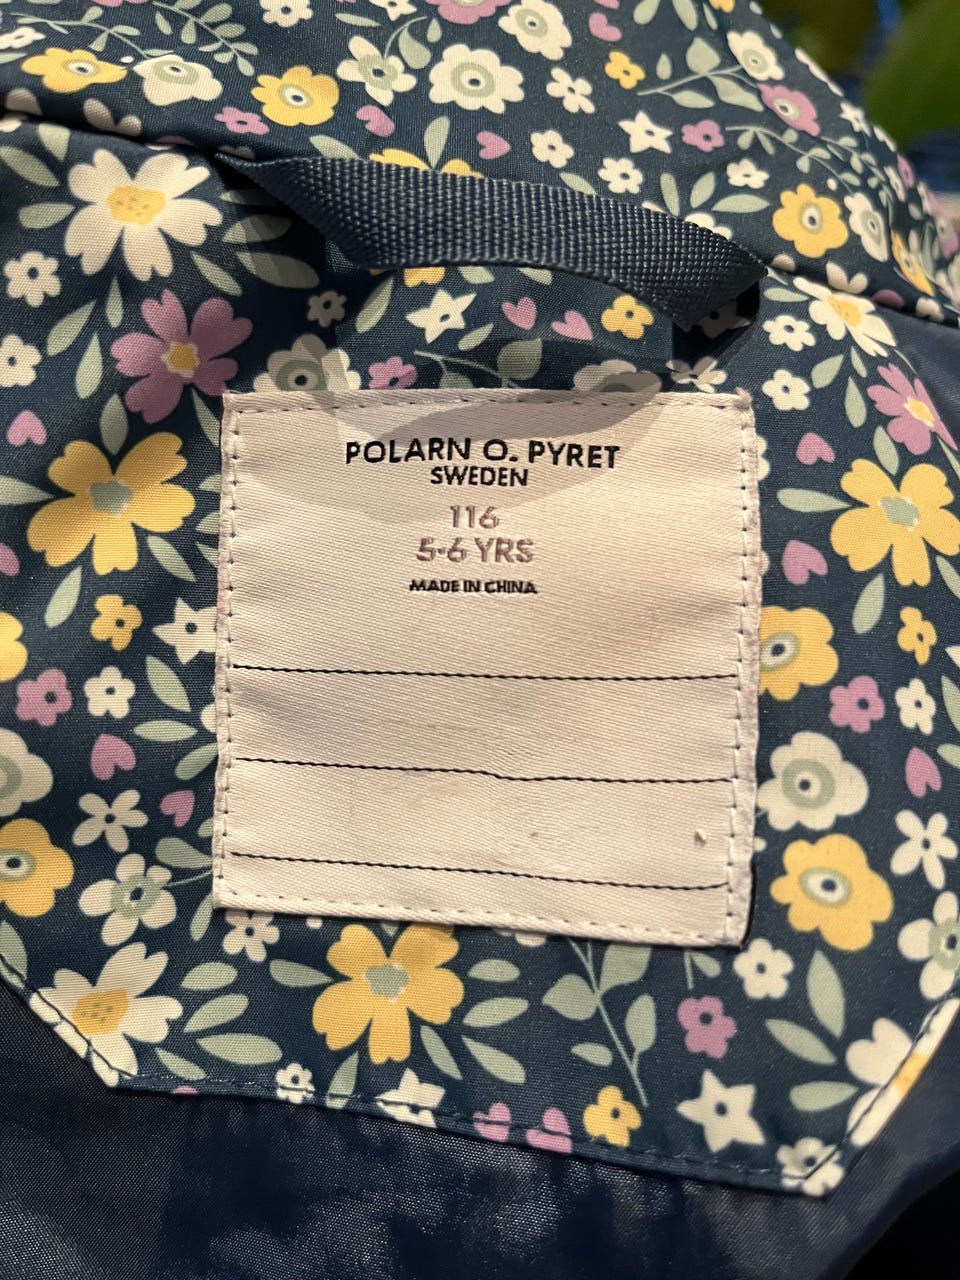 POLARN O. PYRET
SWEDEN
116
5-6 YRS
MADE IN CHINA